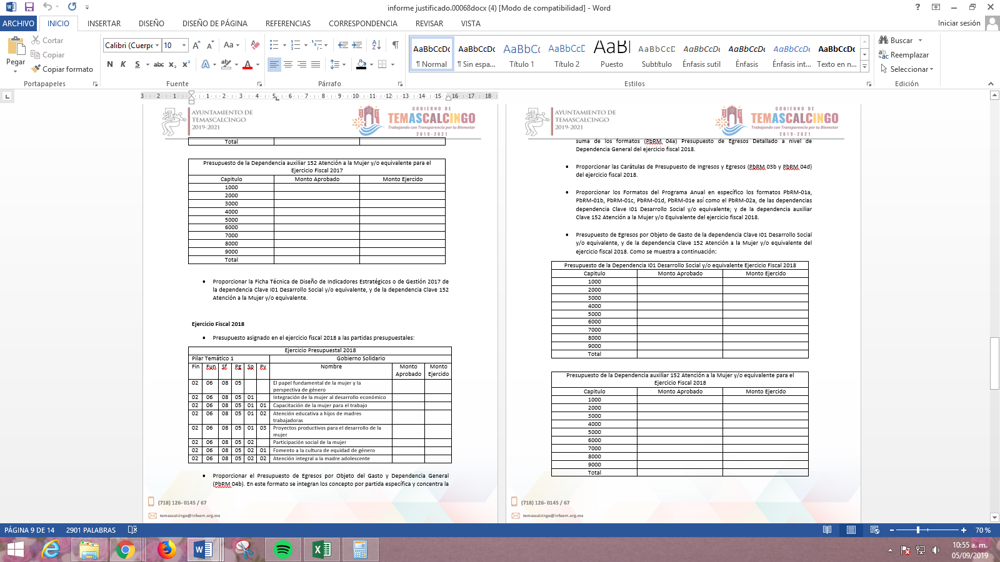 informe justificado.00068docx (4) [Modo de compatibilidad] - Word
ARCHIVO INICIO INSERTAR DISEÑO DISEÑO DE PÁGINA REFERENCIAS CORRESPONDENCIA REVISAR VISTA Iniciar sesión
Pegar
Cortar
Copiar
Copiar formato
Portapapeles
Calibri (Cuerpo 10
N K S abc x₂ x²
Fuente
Párrafo
AaBbCcDc AaBbCcDc AaBbCc AaBbCcD AaBl AaBbCcD AaBbCcDc AaBbCcDc AaBbCcDc AaBbCcDc
¶ Normal ¶ Sin espa... Título 1 Título 2 Puesto Subtítulo Énfasis sutil Énfasis Énfasis int... Texto en n...
Estilos
Buscar
Reemplazar
Seleccionar
Edición
3 2 1 1 2 3 4 5 6 7 8 9 10 11 12 13 14 15 16 17 18
AYUNTAMIENTO DE
TEMASCALCINGO
2019-2021
GOBIERNO DE
TEMASCALCINGO
Trabajando con Transparencia por tu Bienestar
2019-2021
Total
Presupuesto de la Dependencia auxiliar 152 Atención a la Mujer y/o equivalente para el
Ejercicio Fiscal 2017
Capitulo Monto Aprobado Monto Ejercido
1000
2000
3000
4000
5000
6000
7000
8000
9000
Total
• Proporcionar la Ficha Técnica de Diseño de Indicadores Estratégicos o de Gestión 2017 de
la dependencia Clave I01 Desarrollo Social y/o equivalente, y de la dependencia Clave 152
Atención a la Mujer y/o equivalente.
Ejercicio Fiscal 2018
• Presupuesto asignado en el ejercicio fiscal 2018 a las partidas presupuestales:
Ejercicio Presupuestal 2018
Pilar Temático 1 Gobierno Solidario
Fin Fun Sf Pg Sp Py Nombre Monto Aprobado Monto Ejercido
02 06 08 05 El papel fundamental de la mujer y la
perspectiva de género
02 06 08 05 01 Integración de la mujer al desarrollo económico
02 06 08 05 01 01 Capacitación de la mujer para el trabajo
02 06 08 05 01 02 Atención educativa a hijos de madres
trabajadoras
02 06 08 05 01 03 Proyectos productivos para el desarrollo de la
mujer
02 06 08 05 02 Participación social de la mujer
02 06 08 05 02 01 Fomento a la cultura de equidad de género
02 06 08 05 02 02 Atención integral a la madre adolescente
• Proporcionar el Presupuesto de Egresos por Objeto del Gasto y Dependencia General
(PbRM 04b). En este formato se integran los concepto por partida específica y concentra la
(718) 126- 0145 / 67
temascalcingo@infoem.org.mx
AYUNTAMIENTO DE
TEMASCALCINGO
2019-2021
GOBIERNO DE
TEMASCALCINGO
Trabajando con Transparencia por tu Bienestar
2019-2021
suma de los formatos (PbRM 04a) Presupuesto de Egresos Detallado a nivel de
Dependencia General del ejercicio fiscal 2018.
• Proporcionar las Carátulas de Presupuesto de Ingresos y Egresos (PbRM 03b y PbRM 04d)
del ejercicio fiscal 2018.
• Proporcionar los Formatos del Programa Anual en específico los formatos PbRM-01a,
PbRM-01b, PbRM-01c, PbRM-01d, PbRM-01e así como el PbRM-02a, de las dependencias
dependencia Clave I01 Desarrollo Social y/o equivalente; y de la dependencia auxiliar
Clave 152 Atención a la Mujer y/o Equivalente del ejercicio fiscal 2018.
• Presupuesto de Egresos por Objeto de Gasto de la dependencia Clave I01 Desarrollo Social
y/o equivalente, y de la dependencia Clave 152 Atención a la Mujer y/o equivalente del
ejercicio fiscal 2018. Como se muestra a continuación:
Presupuesto de la Dependencia I01 Desarrollo Social y/o equivalente Ejercicio Fiscal 2018
Capitulo Monto Aprobado Monto Ejercido
1000
2000
3000
4000
5000
6000
7000
8000
9000
Total
Presupuesto de la Dependencia auxiliar 152 Atención a la Mujer y/o equivalente para el
Ejercicio Fiscal 2018
Capitulo Monto Aprobado Monto Ejercido
1000
2000
3000
4000
5000
6000
7000
8000
9000
Total
(718) 126- 0145 / 67
temascalcingo@infoem.org.mx
PÁGINA 9 DE 14 2901 PALABRAS 70 %
10:55 a. m.
05/09/2019